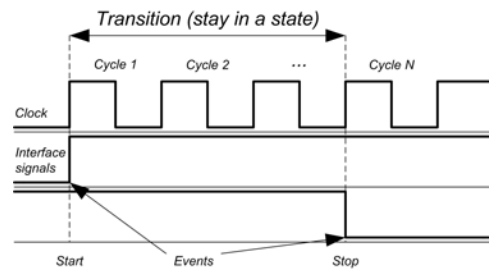 Transition (stay in a state)
Cycle 1 Cycle 2 ... Cycle N
Clock
Interface
signals
Start Events Stop